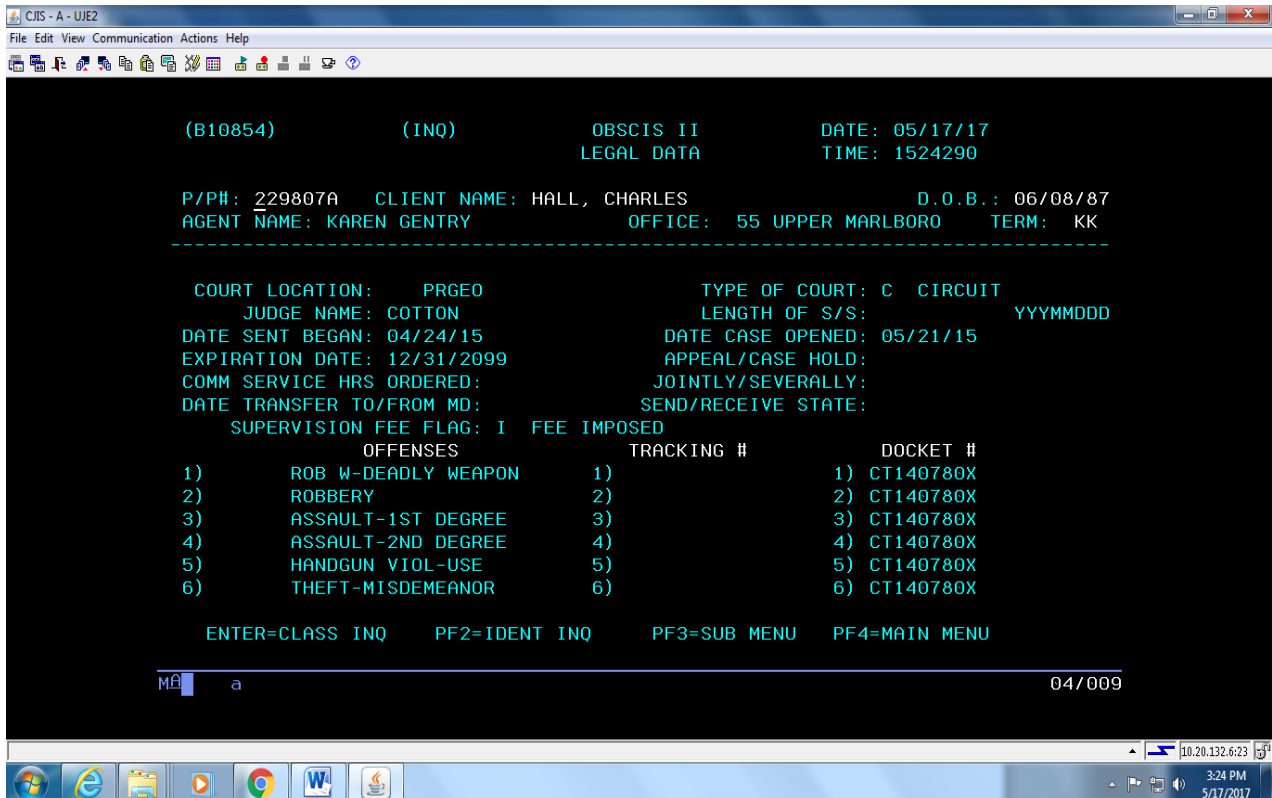 CJIS - A - UJE2
File Edit View Communication Actions Help
(B10854) (INQ) OBSCIS II DATE: 05/17/17
LEGAL DATA TIME: 1524290
P/P#: 229807A CLIENT NAME: HALL, CHARLES D.O.B.: 06/08/87
AGENT NAME: KAREN GENTRY OFFICE: 55 UPPER MARLBORO TERM: KK
COURT LOCATION: PRGEO TYPE OF COURT: C CIRCUIT
JUDGE NAME: COTTON LENGTH OF S/S: YYYMMDDD
DATE SENT BEGAN: 04/24/15 DATE CASE OPENED: 05/21/15
EXPIRATION DATE: 12/31/2099 APPEAL/CASE HOLD:
COMM SERVICE HRS ORDERED: JOINTLY/SEVERALLY:
DATE TRANSFER TO/FROM MD: SEND/RECEIVE STATE:
SUPERVISION FEE FLAG: I FEE IMPOSED
OFFENSES TRACKING # DOCKET #
1) ROB W-DEADLY WEAPON 1) 1) CT140780X
2) ROBBERY 2) 2) CT140780X
3) ASSAULT-1ST DEGREE 3) 3) CT140780X
4) ASSAULT-2ND DEGREE 4) 4) CT140780X
5) HANDGUN VIOL-USE 5) 5) CT140780X
6) THEFT-MISDEMEANOR 6) 6) CT140780X
ENTER=CLASS INQ PF2=IDENT INQ PF3=SUB MENU PF4=MAIN MENU
MA a 04/009
10.20.132.6:23
3:24 PM
5/17/2017